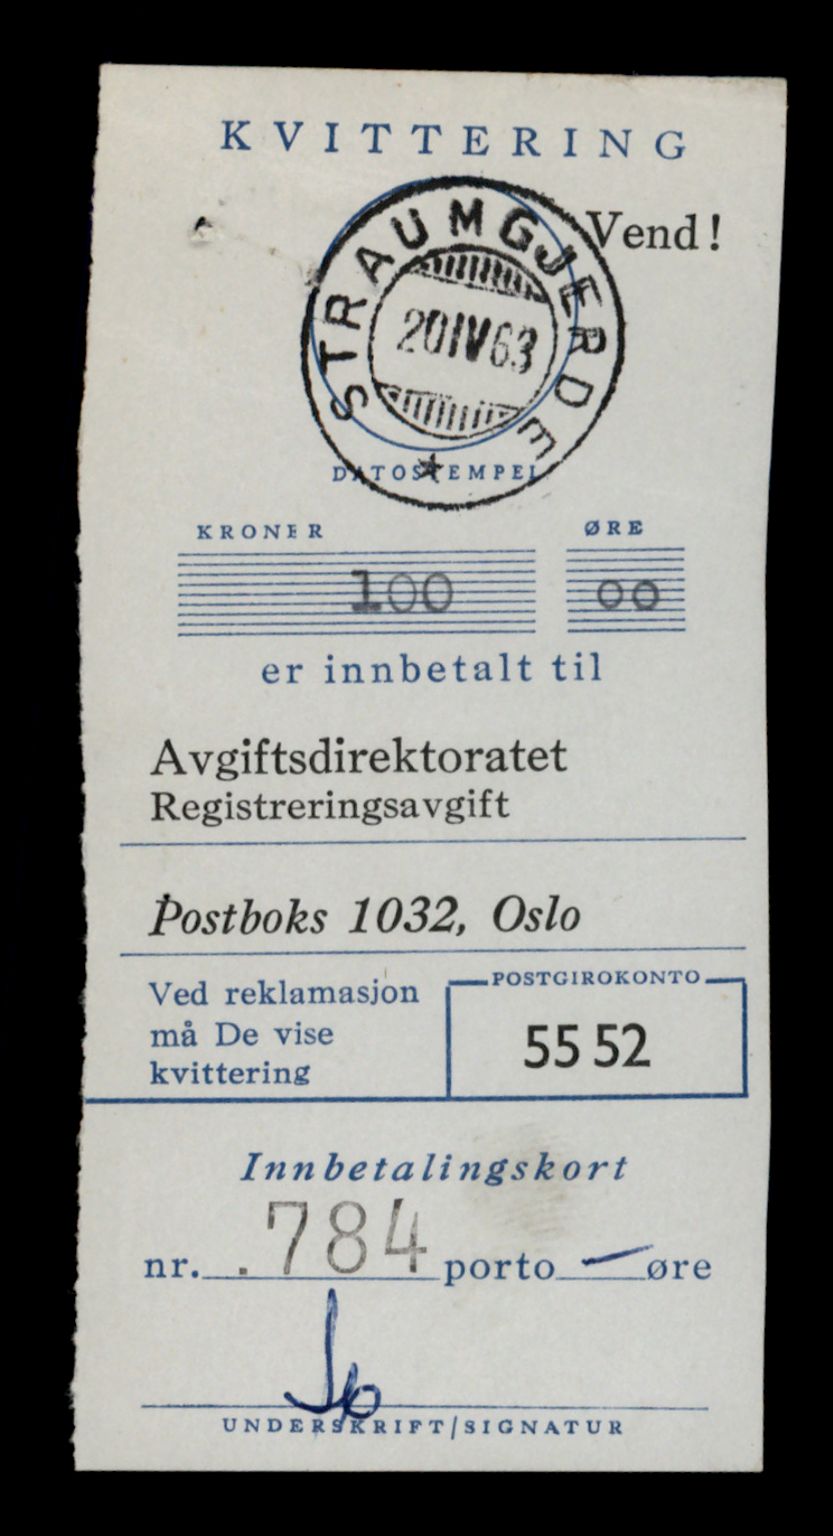 KVITTERING
Vend!
STRAUMGJERDE
20 IV 63
DATOSTEMPEL
KRONER ØRE
100 00
er innbetalt til
Avgiftsdirektoratet
Registreringsavgift
Postboks 1032, Oslo
Ved reklamasjon
må De vise
kvittering
POSTGIROKONTO
55 52
Innbetalingskort
nr. .784 porto — øre
UNDERSKRIFT/SIGNATUR